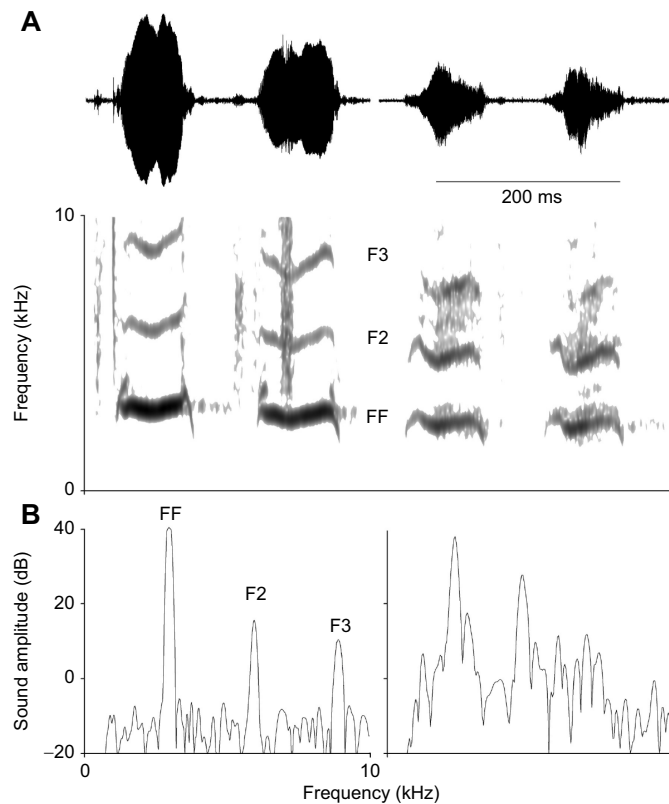 A
200 ms
10
F3
F2
FF
0
Frequency (kHz)
B
40
20
0
–20
Sound amplitude (dB)
FF
F2
F3
0
10
Frequency (kHz)